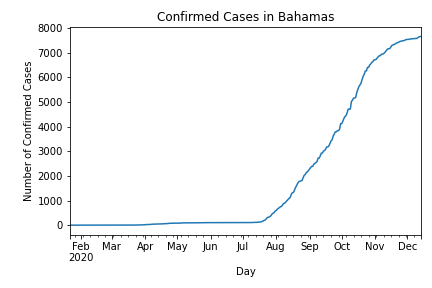 Confirmed Cases in Bahamas
8000
7000
6000
5000
4000
3000
2000
1000
0
Number of Confirmed Cases
Feb Mar Apr May Jun Jul Aug Sep Oct Nov Dec
2020
Day